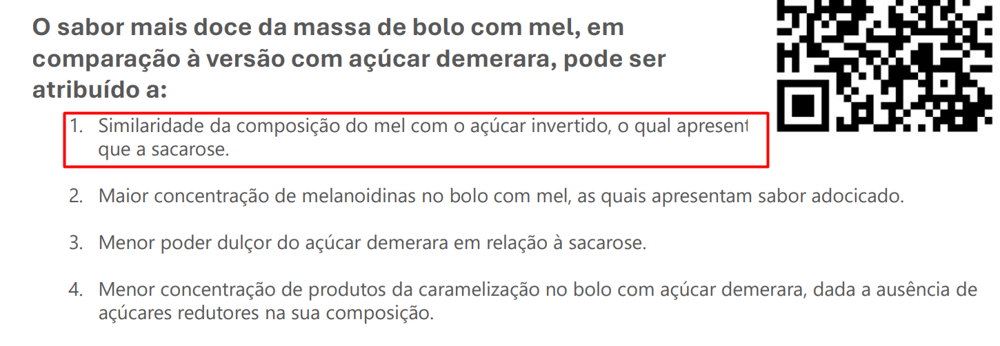 O sabor mais doce da massa de bolo com mel, em
comparação à versão com açúcar demerara, pode ser
atribuído a:
1. Similaridade da composição do mel com o açúcar invertido, o qual
que a sacarose.
2. Maior concentração de melanoidinas no bolo com mel, as quais apresentam sabor adocicado.
3. Menor poder dulçor do açúcar demerara em relação à sacarose.
4. Menor concentração de produtos da caramelização no bolo com açúcar demerara, dada a ausência de
açúcares redutores na sua composição.